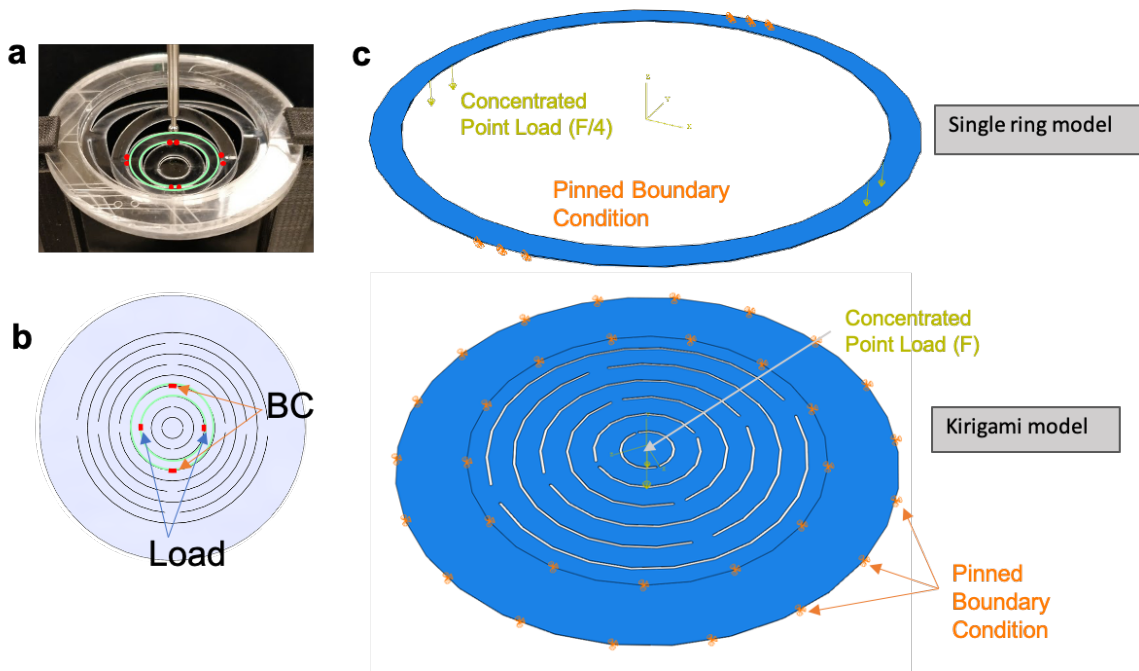 a
c
Concentrated
Point Load (F/4)
Single ring model
Pinned Boundary
Condition
b
BC
Load
Concentrated
Point Load (F)
Kirigami model
Pinned
Boundary
Condition